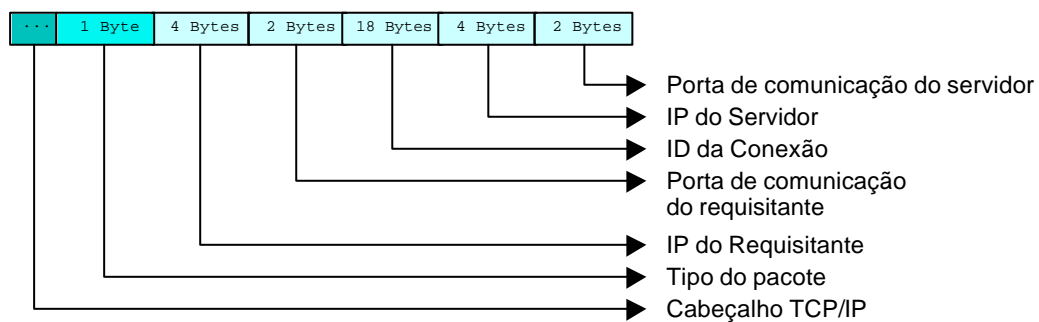 ... 1 Byte 4 Bytes 2 Bytes 18 Bytes 4 Bytes 2 Bytes
Porta de comunicação do servidor
IP do Servidor
ID da Conexão
Porta de comunicação
do requisitante
IP do Requisitante
Tipo do pacote
Cabeçalho TCP/IP